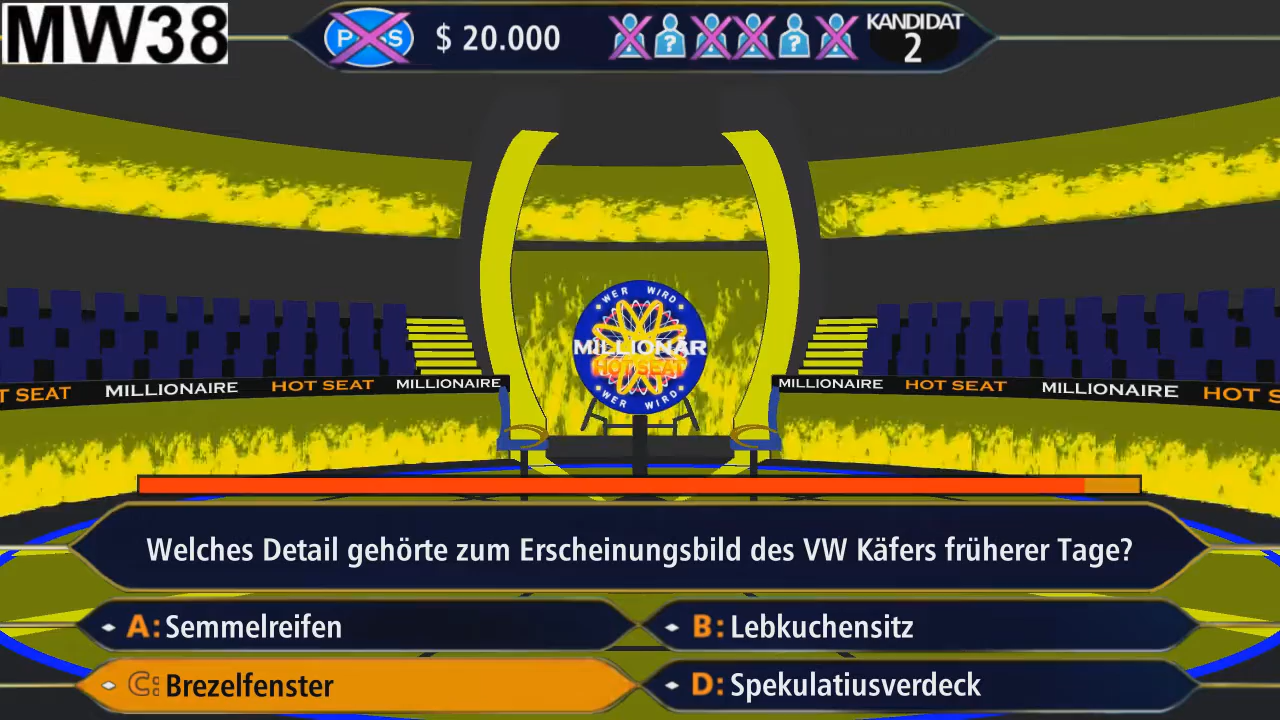 MW38
$ 20.000
? ?
KANDIDAT
2
WER WIRD
MILLIONÄR
HOT SEAT
WER WIRD
T SEAT MILLIONAIRE HOT SEAT MILLIONAIRE
MILLIONAIRE HOT SEAT MILLIONAIRE HOT S
Welches Detail gehörte zum Erscheinungsbild des VW Käfers früherer Tage?
A: Semmelreifen
B: Lebkuchensitz
C: Brezelfenster
D: Spekulatiusverdeck